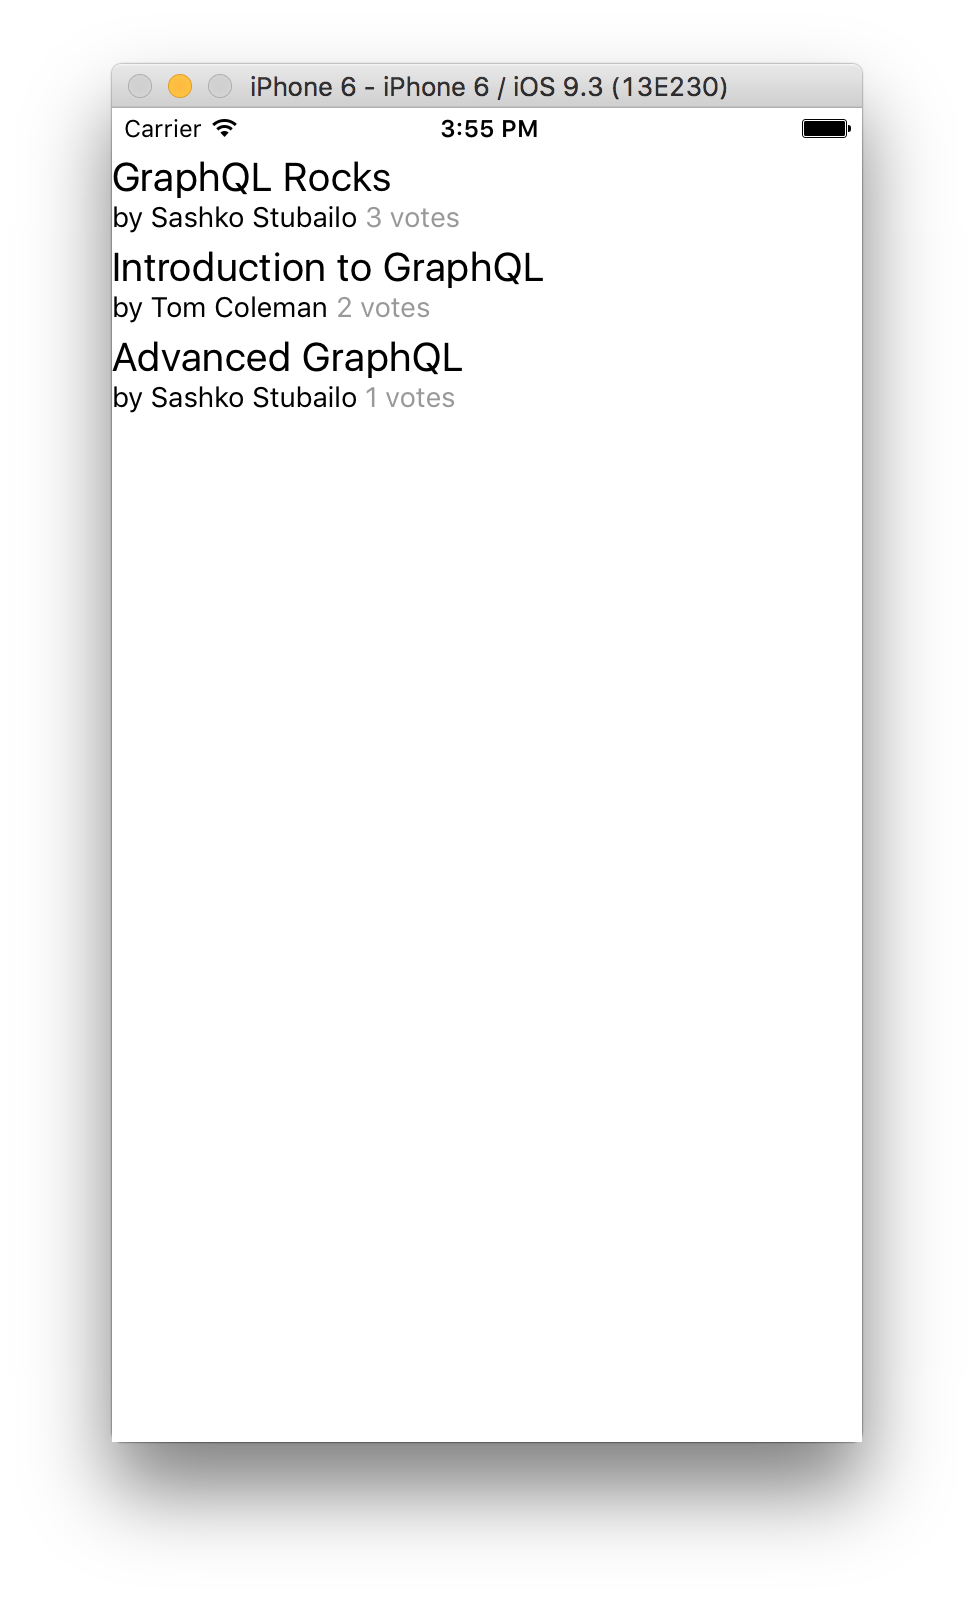 iPhone 6 - iPhone 6 / iOS 9.3 (13E230)
Carrier 3:55 PM
GraphQL Rocks
by Sashko Stubailo 3 votes
Introduction to GraphQL
by Tom Coleman 2 votes
Advanced GraphQL
by Sashko Stubailo 1 votes